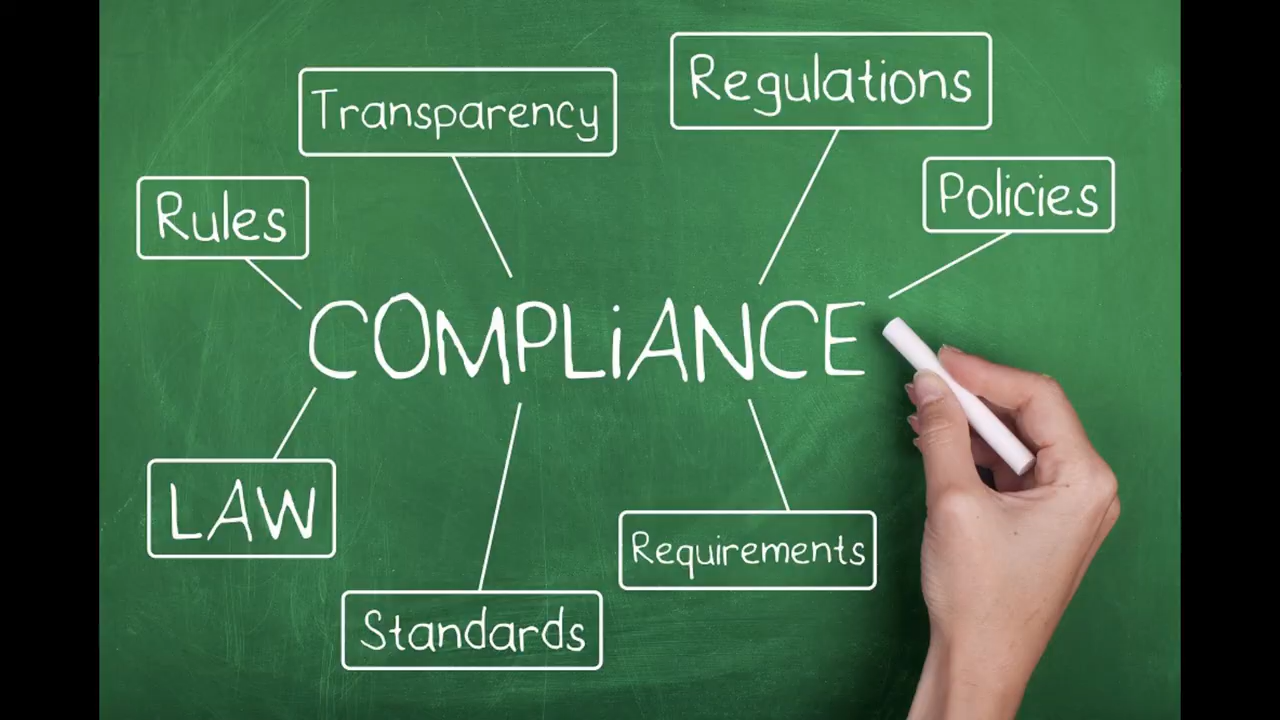 Regulations
Transparency
Policies
Rules
COMPLiANCE
LAW
Requirements
Standards